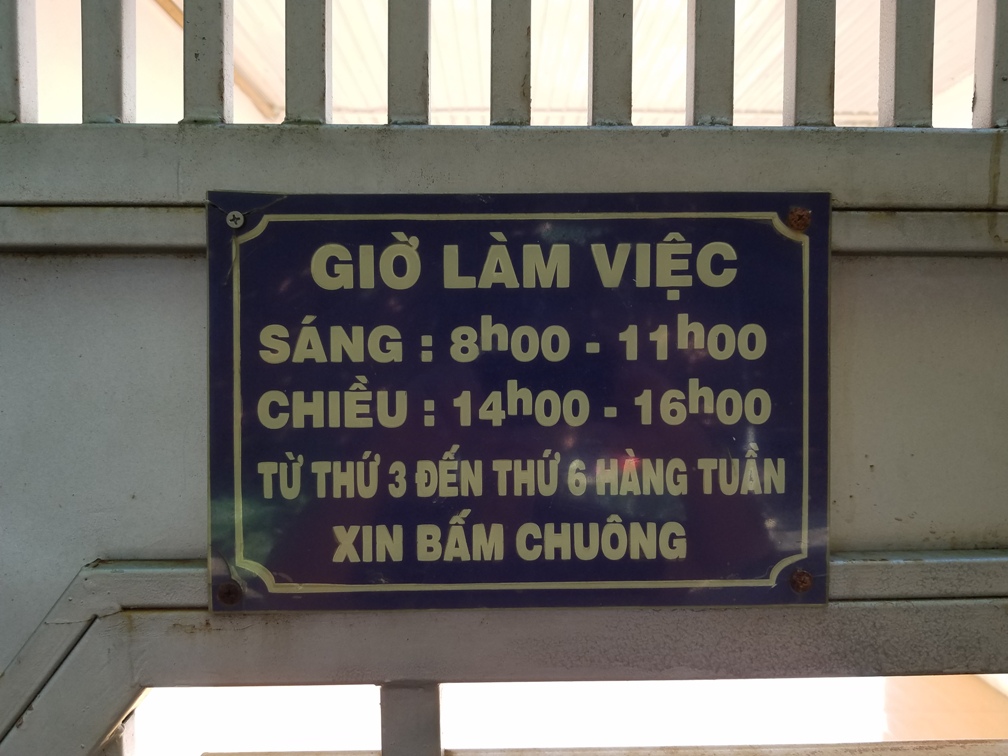 GIỜ LÀM VIỆC
SÁNG : 8h00 - 11h00
CHIỀU : 14h00 - 16h00
TỪ THỨ 3 ĐẾN THỨ 6 HÀNG TUẦN
XIN BẤM CHUÔNG